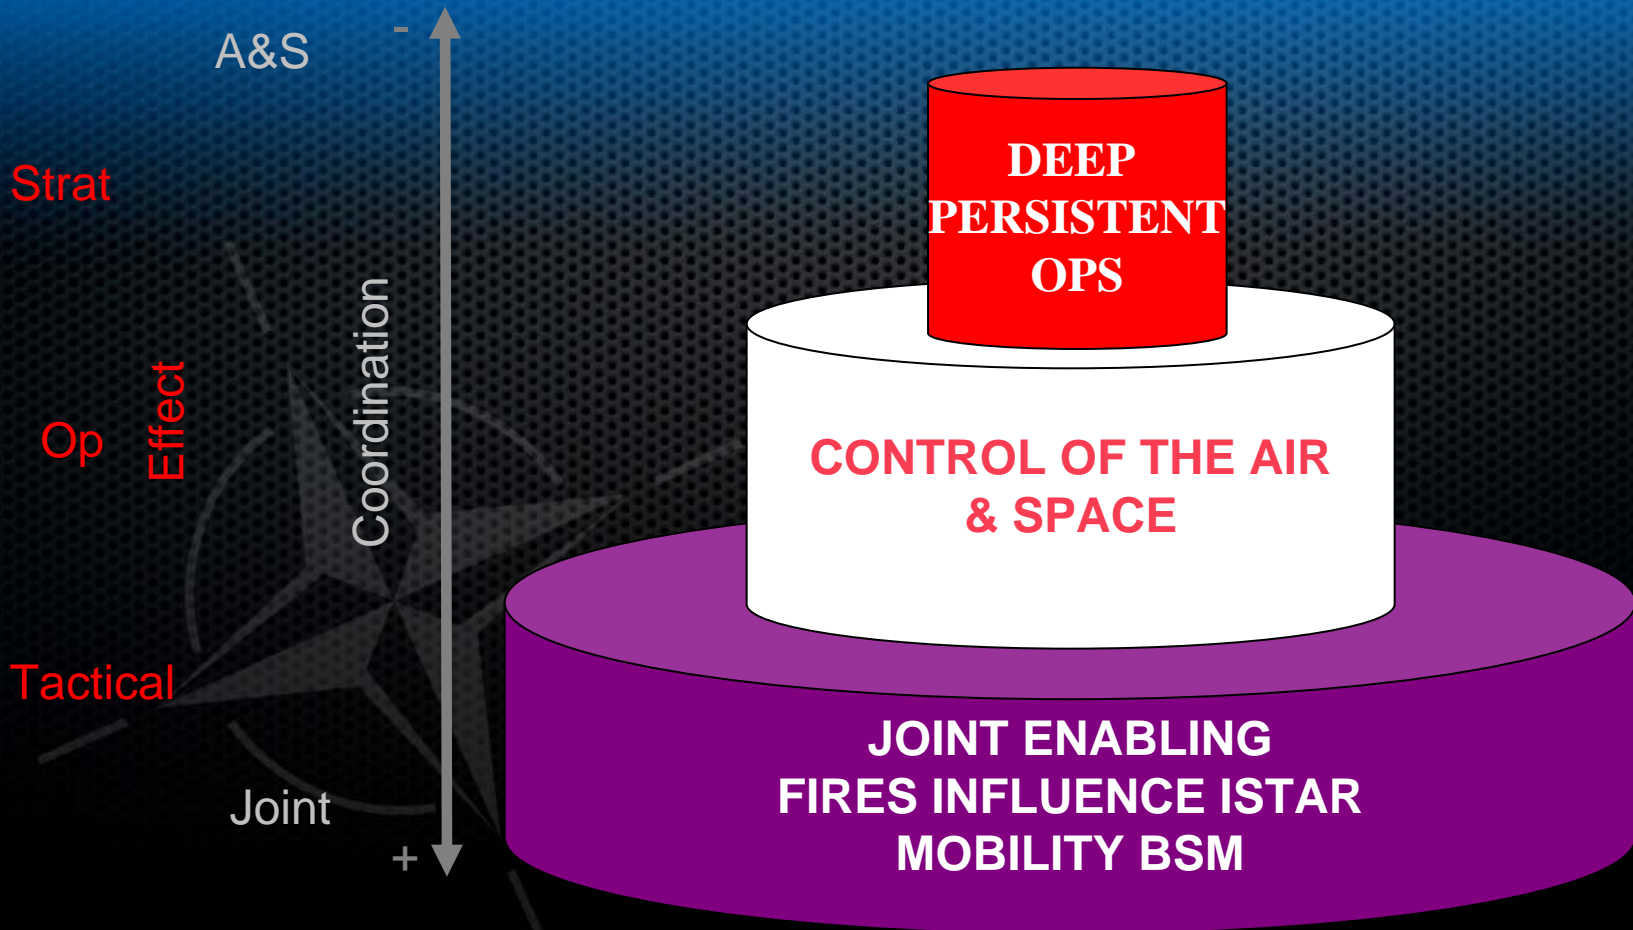 A&S
-
Strat
Effect
Op
Coordination
Tactical
Joint
+
DEEP
PERSISTENT
OPS
CONTROL OF THE AIR
& SPACE
JOINT ENABLING
FIRES INFLUENCE ISTAR
MOBILITY BSM